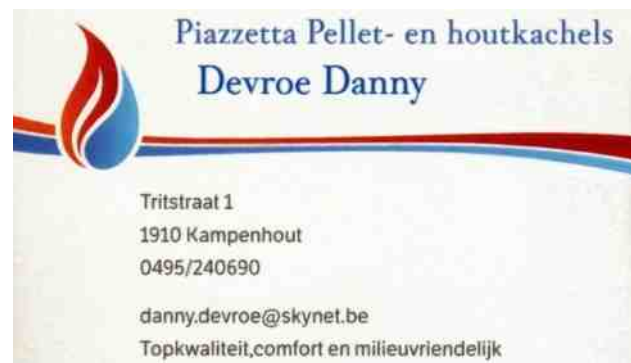 Piazzetta Pellet- en houtkachels
Devroe Danny
Tritstraat 1
1910 Kampenhout
0495/240690
danny.devroe@skynet.be
Topkwaliteit,comfort en milieuvriendelijk